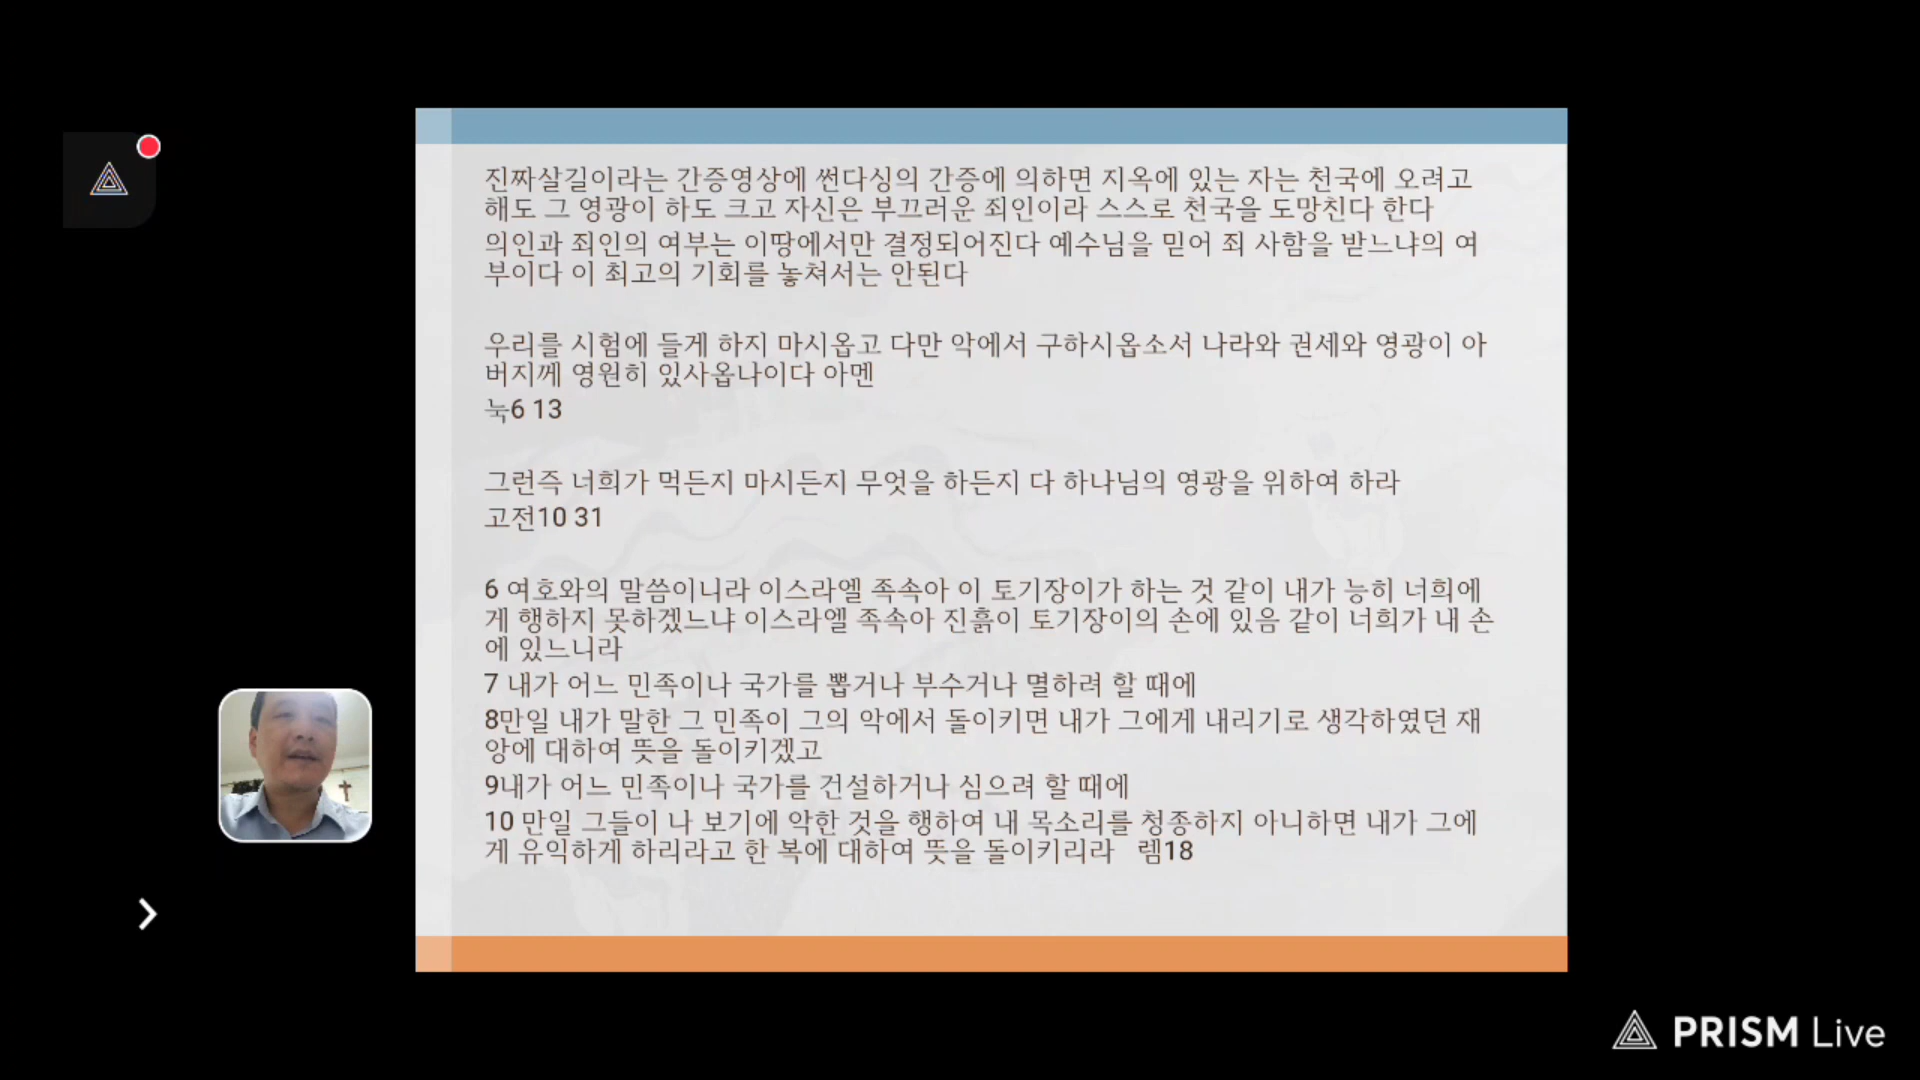 진짜살길이라는 간증영상에 썬다싱의 간증에 의하면 지옥에 있는 자는 천국에 오려고
해도 그 영광이 하도 크고 자신은 부끄러운 죄인이라 스스로 천국을 도망친다 한다
의인과 죄인의 여부는 이땅에서만 결정되어진다 예수님을 믿어 죄 사함을 받느냐의 여
부이다 이 최고의 기회를 놓쳐서는 안된다
우리를 시험에 들게 하지 마시옵고 다만 악에서 구하시옵소서 나라와 권세와 영광이 아
버지께 영원히 있사옵나이다 아멘
눅6 13
그런즉 너희가 먹든지 마시든지 무엇을 하든지 다 하나님의 영광을 위하여 하라
고전10 31
6 여호와의 말씀이니라 이스라엘 족속아 이 토기장이가 하는 것 같이 내가 능히 너희에
게 행하지 못하겠느냐 이스라엘 족속아 진흙이 토기장이의 손에 있음 같이 너희가 내 손
에 있느니라
7 내가 어느 민족이나 국가를 뽑거나 부수거나 멸하려 할 때에
8만일 내가 말한 그 민족이 그의 악에서 돌이키면 내가 그에게 내리기로 생각하였던 재
앙에 대하여 뜻을 돌이키겠고
9내가 어느 민족이나 국가를 건설하거나 심으려 할 때에
10 만일 그들이 나 보기에 악한 것을 행하여 내 목소리를 청종하지 아니하면 내가 그에
게 유익하게 하리라고 한 복에 대하여 뜻을 돌이키리라 렘18
PRISM Live